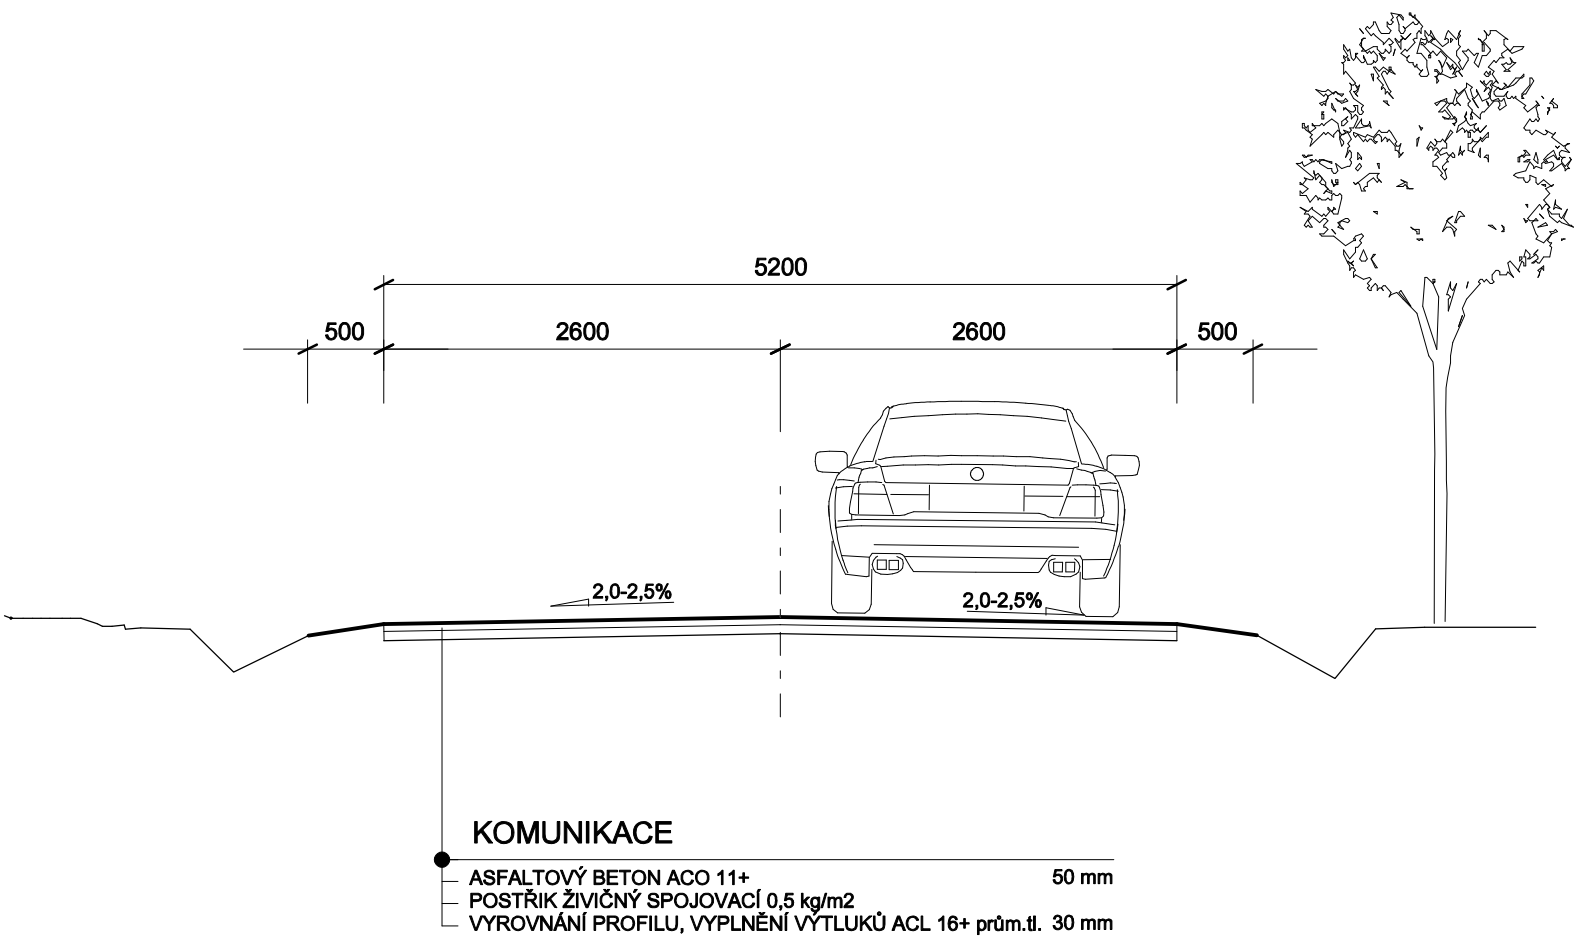 5200
500 2600 2600 500
2,0-2,5% 2,0-2,5%
KOMUNIKACE
ASFALTOVÝ BETON ACO 11+ 50 mm
POSTŘIK ŽIVIČNÝ SPOJOVACÍ 0,5 kg/m2
VYROVNÁNÍ PROFILU, VYPLNĚNÍ VÝTLUKŮ ACL 16+ prům.tl. 30 mm